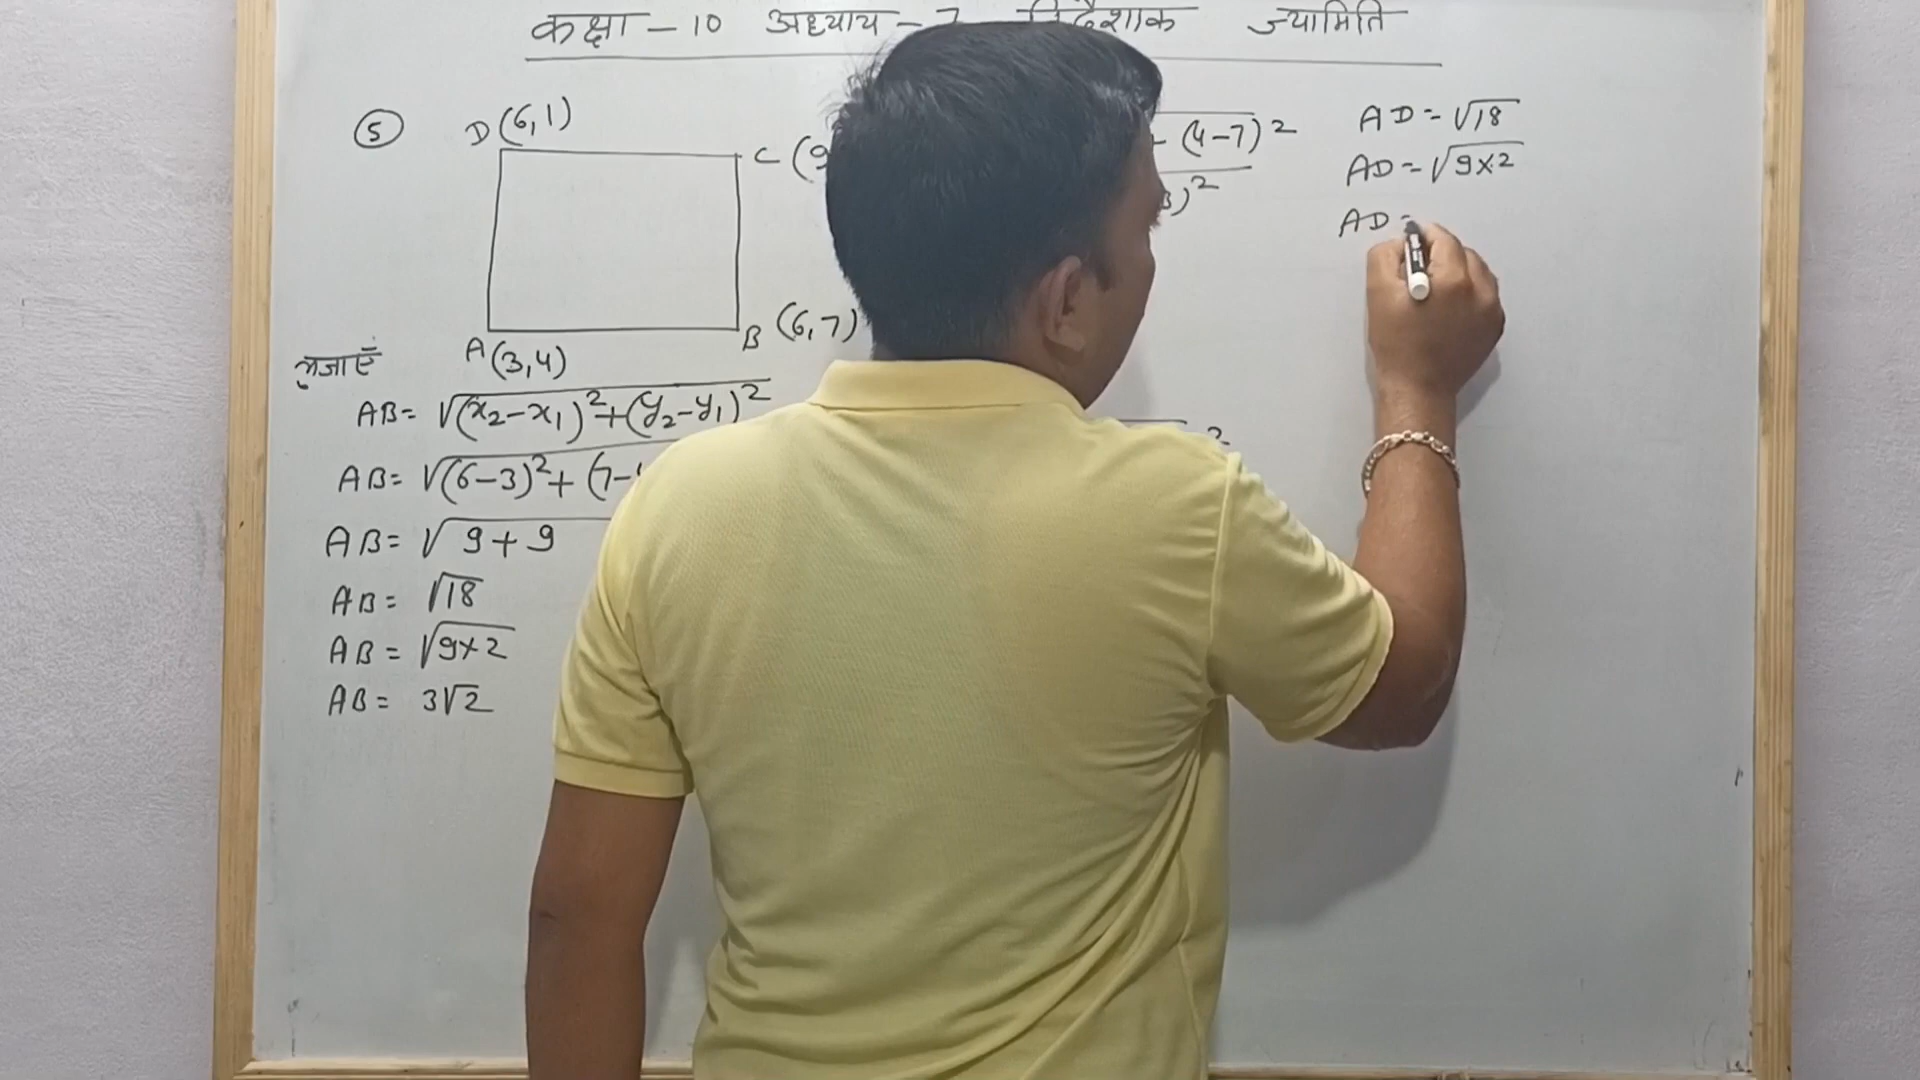 कक्षा – 10 अध्याय – 7 ज्यामिति
⑤ D (6,1)
C (9
A (3,4)
B (6,7)
भुजाएँ
AB = √(x₂-x₁)²+(y₂-y₁)²
AB = √(6-3)²+(7-
AB = √9+9
AB = √18
AB = √9×2
AB = 3√2
(4-7)²
)²
2
AD = √18
AD = √9×2
AD =